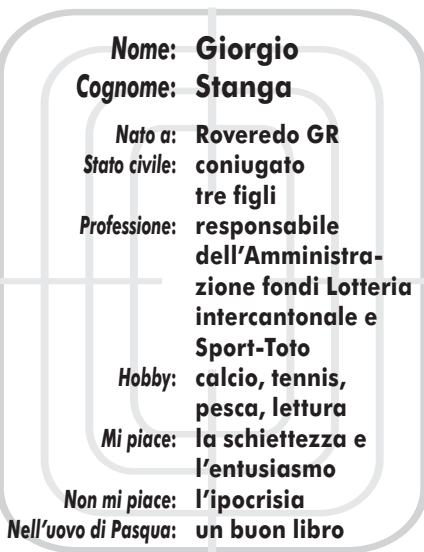 Nome: Giorgio
Cognome: Stanga
Nato a: Roveredo GR
Stato civile: coniugato
tre figli
Professione: responsabile
dell'Amministra-
zione fondi Lotteria
intercantonale e
Sport-Toto
Hobby: calcio, tennis,
pesca, lettura
Mi piace: la schiettezza e
l'entusiasmo
Non mi piace: l'ipocrisia
Nell'uovo di Pasqua: un buon libro